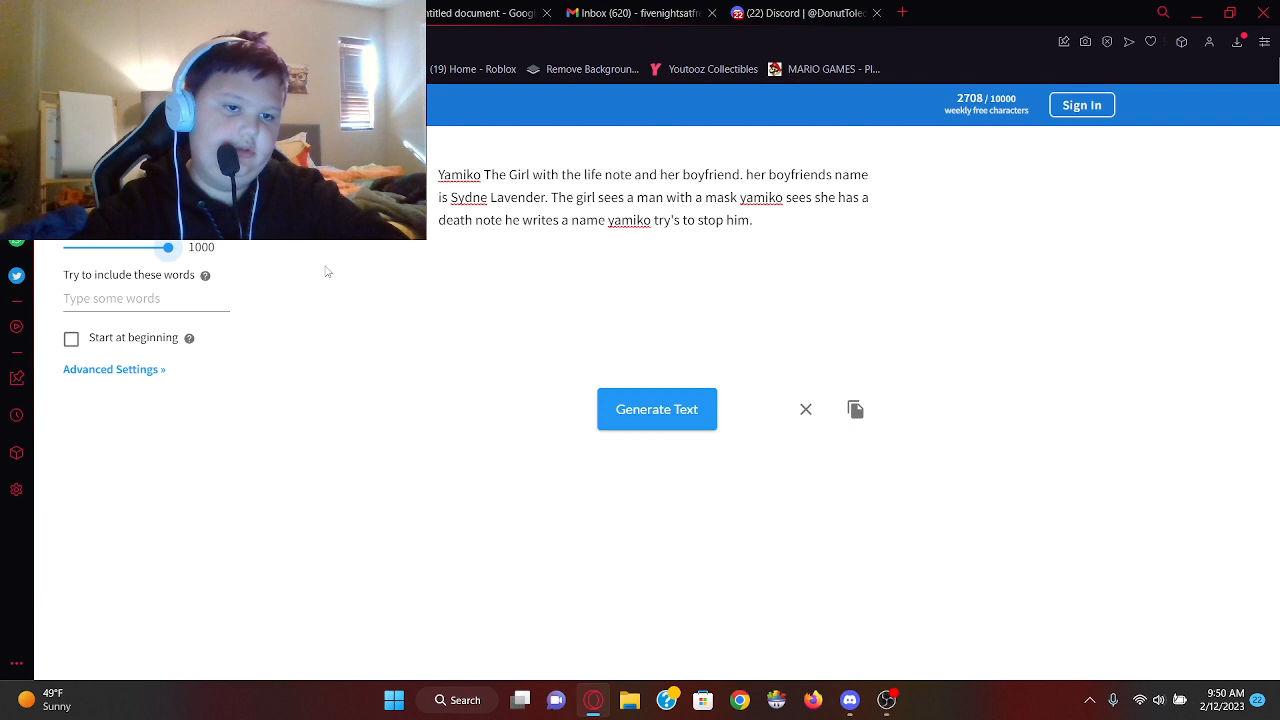 ntitled document - Googl
Inbox (620) - fivenightsatfr
(22) Discord | @DonutTolec
(19) Home - Roblox
Remove Backgroun...
Youtooz Collectibles
MARIO GAMES - Pl...
2708 / 10000
weekly free characters
Sign In
Yamiko The Girl with the life note and her boyfriend. her boyfriends name
is Sydne Lavender. The girl sees a man with a mask yamiko sees she has a
death note he writes a name yamiko try's to stop him.
1000
Try to include these words
Type some words
Start at beginning
Advanced Settings »
Generate Text
49°F
Sunny
Search
9:50 AM
2/12/2023
22